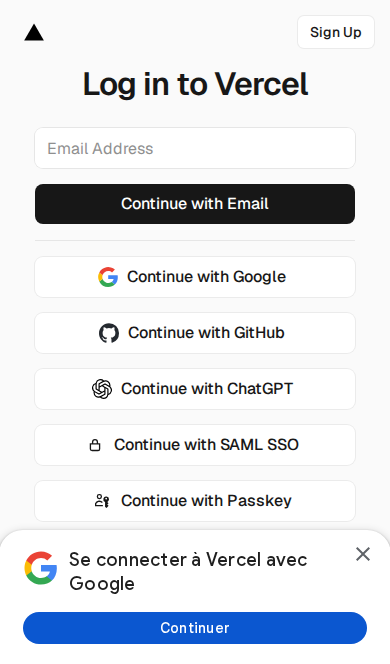 Sign Up
Log in to Vercel
Email Address
Continue with Email
Continue with Google
Continue with GitHub
Continue with ChatGPT
Continue with SAML SSO
Continue with Passkey
Se connecter à Vercel avec
Google
Continuer